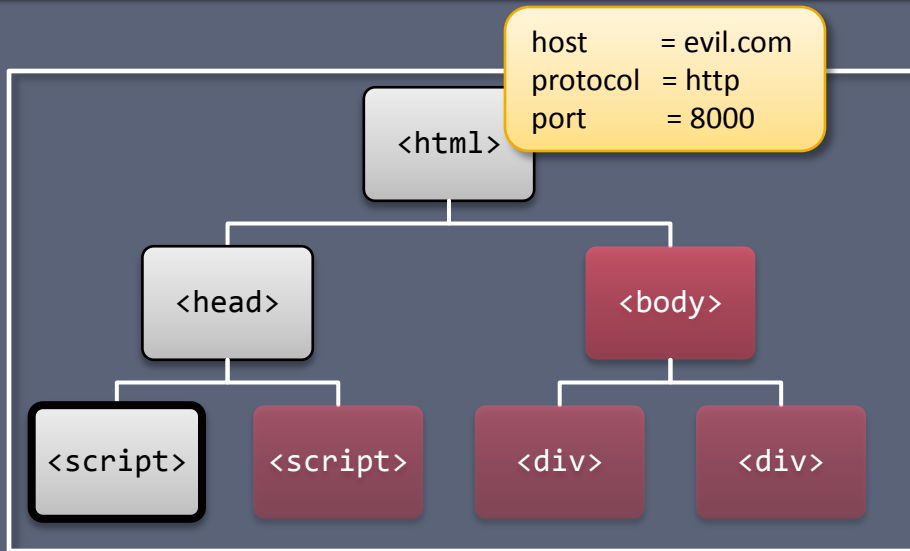 host = evil.com
protocol = http
port = 8000
<html>
<head>
<body>
<script>
<script>
<div>
<div>